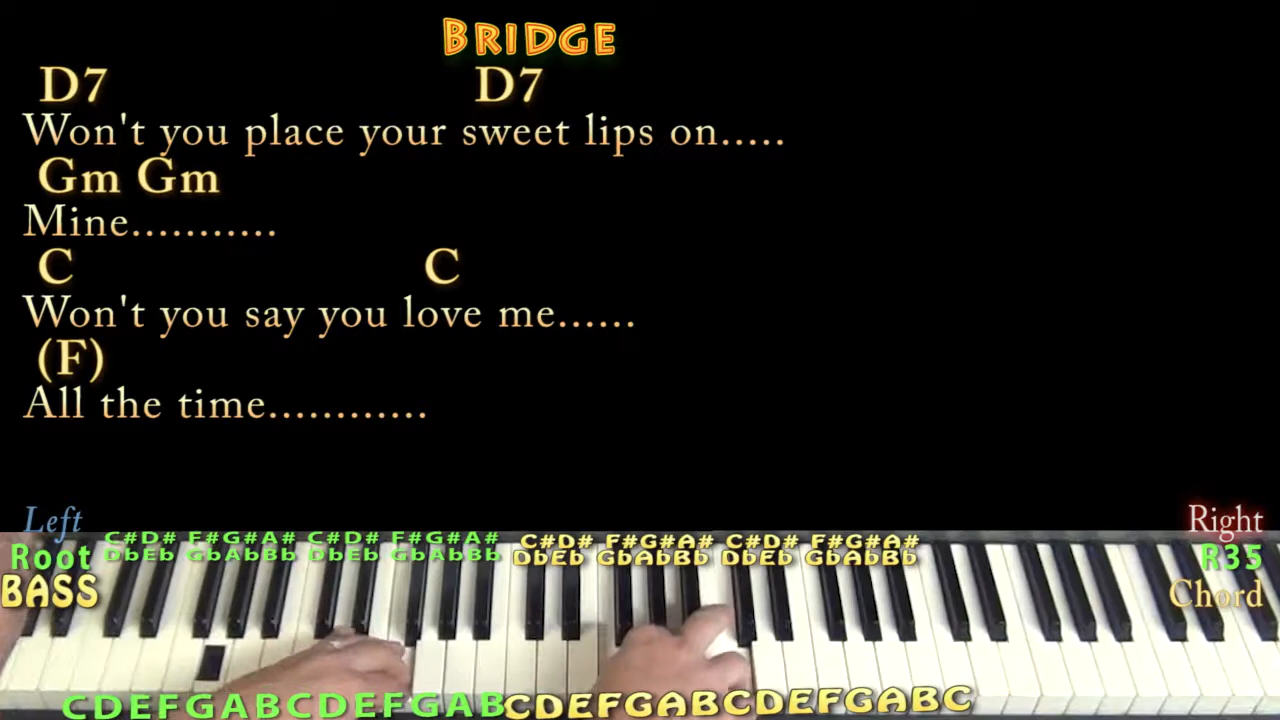 BRIDGE
D7 D7
Won't you place your sweet lips on.....
Gm Gm
Mine...........
C C
Won't you say you love me......
(F)
All the time............
Left
Root
BASS
C#D# F#G#A# C#D# F#G#A# C#D# F#G#A# C#D# F#G#A#
DbEb GbAbBb DbEb GbAbBb DbEb GbAbBb DbEb GbAbBb
Right
R35
Chord
CDEFGABCDEFGABCDEFGABCDEFGABC